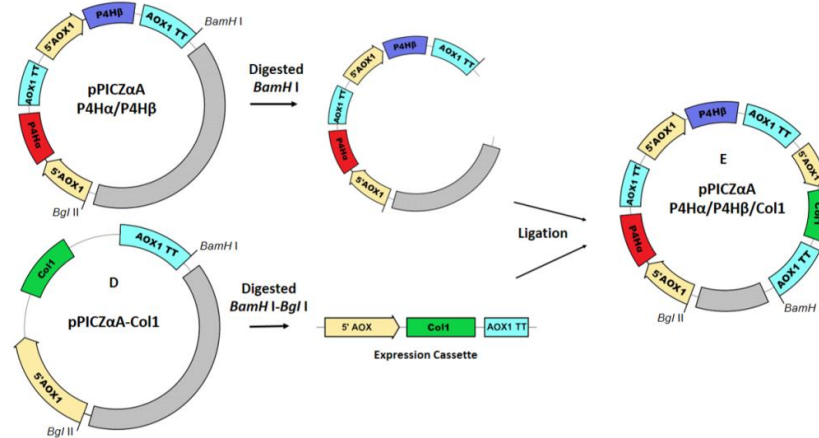 BamH I
5'AOX1
P4Hβ
AOX1 TT
pPICZαA
P4Hα/P4Hβ
AOX1 TT
P4Hα
5'AOX1
Bgl II
Digested
BamH I
5'AOX1
P4Hβ
AOX1 TT
AOX1 TT
P4Hα
5'AOX1
Col1
AOX1 TT
BamH I
D
pPICZαA-Col1
5'AOX1
Bgl II
Digested
BamH I-Bgl I
5' AOX
Col1
AOX1 TT
Expression Cassette
Ligation
5'AOX1
P4Hβ
AOX1 TT
5'AOX1
E
pPICZαA
P4Hα/P4Hβ/Col1
AOX1 TT
P4Hα
5'AOX1
AOX1 TT
BamH
Bgl II